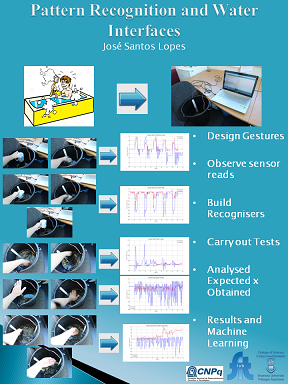 Pattern Recognition and Water
Interfaces
José Santos Lopes
• Design Gestures
• Observe sensor
reads
• Build
Recognisers
• Carry out Tests
• Analysed
Expected x
Obtained
• Results and
Machine
Learning
CNPq